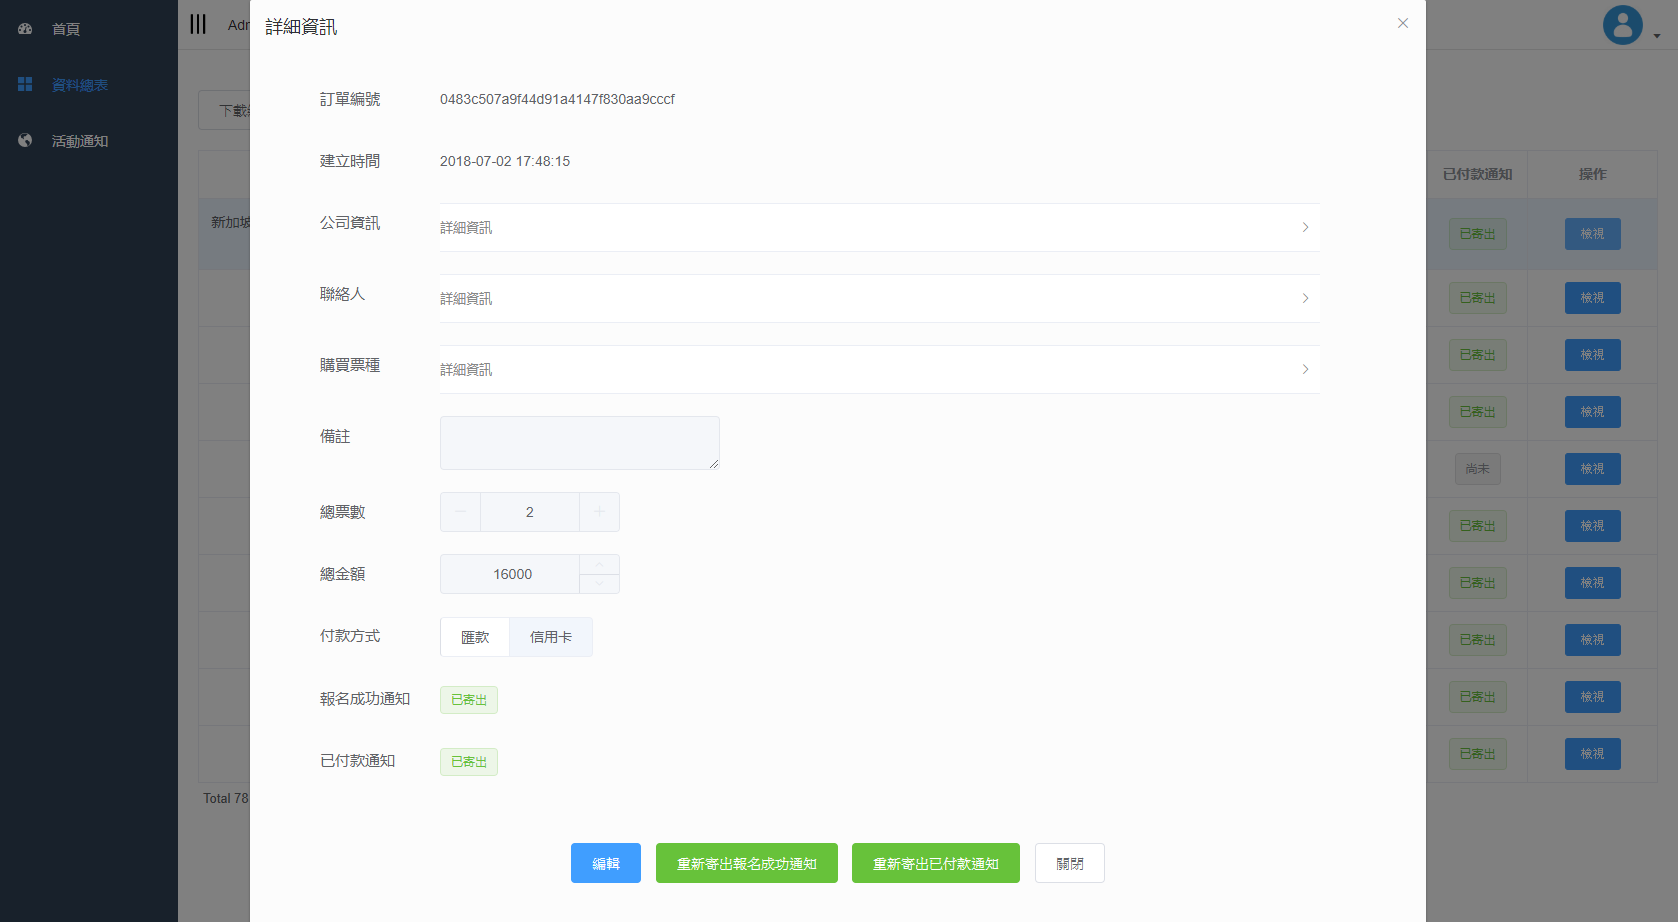 首頁
資料總表
活動通知
Adm
下載
新加坡
Total 78
詳細資訊
訂單編號 0483c507a9f44d91a4147f830aa9cccf
建立時間 2018-07-02 17:48:15
公司資訊 詳細資訊
聯絡人 詳細資訊
購買票種 詳細資訊
備註
總票數 2
總金額 16000
付款方式 匯款 信用卡
報名成功通知 已寄出
已付款通知 已寄出
編輯 重新寄出報名成功通知 重新寄出已付款通知 關閉
已付款通知 操作
已寄出 檢視
已寄出 檢視
已寄出 檢視
已寄出 檢視
尚未 檢視
已寄出 檢視
已寄出 檢視
已寄出 檢視
已寄出 檢視
已寄出 檢視